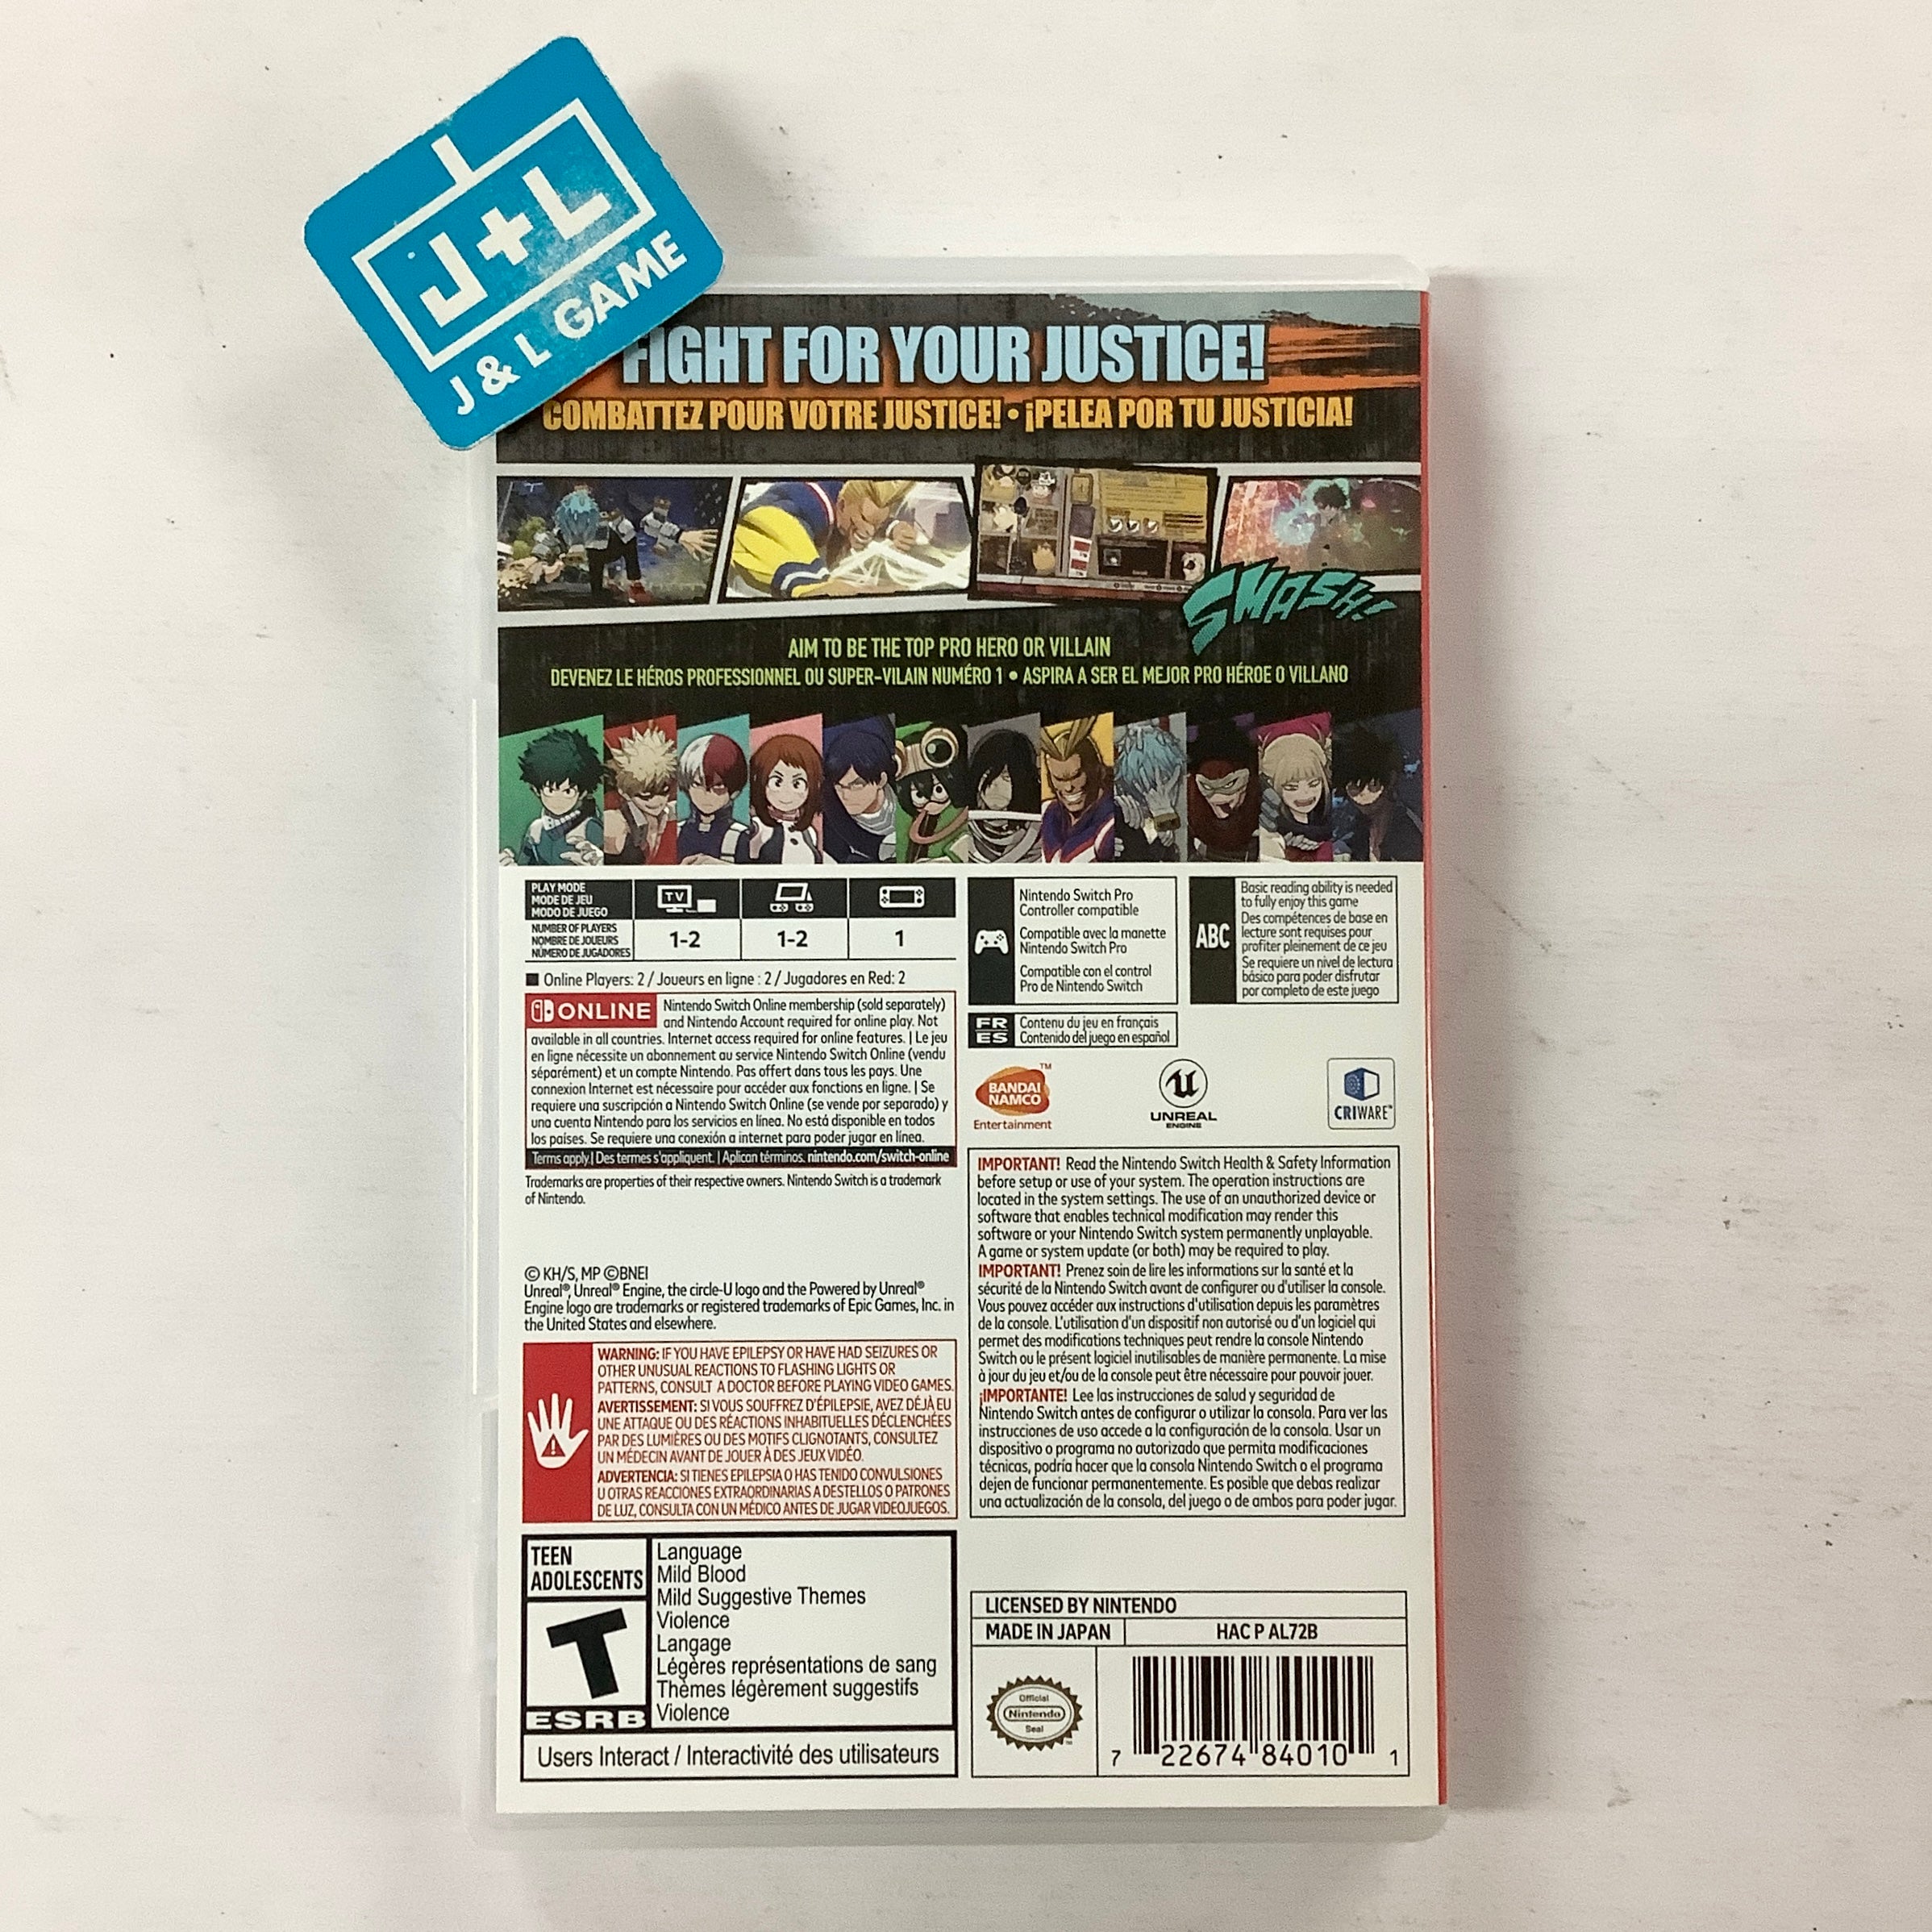 J+L
J & L GAME
FIGHT FOR YOUR JUSTICE!
COMBATTEZ POUR VOTRE JUSTICE! • ¡PELEA POR TU JUSTICIA!
SMASH!
AIM TO BE THE TOP PRO HERO OR VILLAIN
DEVENEZ LE HÉROS PROFESSIONNEL OU SUPER-VILAIN NUMÉRO 1 • ASPIRA A SER EL MEJOR PRO HÉROE O VILLANO
PLAY MODE
MODE DE JEU
MODO DE JUEGO
TV
NUMBER OF PLAYERS
NOMBRE DE JOUEURS
NÚMERO DE JUGADORES
1-2
1-2
1
Online Players: 2 / Joueurs en ligne : 2 / Jugadores en Red: 2
ONLINE
Nintendo Switch Online membership (sold separately)
and Nintendo Account required for online play. Not
available in all countries. Internet access required for online features. | Le jeu
en ligne nécessite un abonnement au service Nintendo Switch Online (vendu
séparément) et un compte Nintendo. Pas offert dans tous les pays. Une
connexion Internet est nécessaire pour accéder aux fonctions en ligne. | Se
requiere una suscripción a Nintendo Switch Online (se vende por separado) y
una cuenta Nintendo para los servicios en línea. No está disponible en todos
los países. Se requiere una conexión a internet para poder jugar en línea.
Terms apply. | Des termes s'appliquent. | Aplican términos. nintendo.com/switch-online
Trademarks are properties of their respective owners. Nintendo Switch is a trademark
of Nintendo.
© KH/S, MP ©BNEI
Unreal®, Unreal® Engine, the circle-U logo and the Powered by Unreal®
Engine logo are trademarks or registered trademarks of Epic Games, Inc. in
the United States and elsewhere.
WARNING: IF YOU HAVE EPILEPSY OR HAVE HAD SEIZURES OR
OTHER UNUSUAL REACTIONS TO FLASHING LIGHTS OR
PATTERNS, CONSULT A DOCTOR BEFORE PLAYING VIDEO GAMES.
AVERTISSEMENT: SI VOUS SOUFFREZ D'ÉPILEPSIE, AVEZ DÉJÀ EU
UNE ATTAQUE OU DES RÉACTIONS INHABITUELLES DÉCLENCHÉES
PAR DES LUMIÈRES OU DES MOTIFS CLIGNOTANTS, CONSULTEZ
UN MÉDECIN AVANT DE JOUER À DES JEUX VIDÉO.
ADVERTENCIA: SI TIENES EPILEPSIA O HAS TENIDO CONVULSIONES
U OTRAS REACCIONES EXTRAORDINARIAS A DESTELLOS O PATRONES
DE LUZ, CONSULTA CON UN MÉDICO ANTES DE JUGAR VIDEOJUEGOS.
TEEN
ADOLESCENTS
T
ESRB
Language
Mild Blood
Mild Suggestive Themes
Violence
Langage
Légères représentations de sang
Thèmes légèrement suggestifs
Violence
Users Interact / Interactivité des utilisateurs
Nintendo Switch Pro
Controller compatible
Compatible avec la manette
Nintendo Switch Pro
Compatible con el control
Pro de Nintendo Switch
ABC
Basic reading ability is needed
to fully enjoy this game
Des compétences de base en
lecture sont requises pour
profiter pleinement de ce jeu
Se requiere un nivel de lectura
básico para poder disfrutar
por completo de este juego
FR
ES
Contenu du jeu en français
Contenido del juego en español
BANDAI
NAMCO
TM
Entertainment
UNREAL
ENGINE
CRIWARE™
IMPORTANT! Read the Nintendo Switch Health & Safety Information
before setup or use of your system. The operation instructions are
located in the system settings. The use of an unauthorized device or
software that enables technical modification may render this
software or your Nintendo Switch system permanently unplayable.
A game or system update (or both) may be required to play.
IMPORTANT! Prenez soin de lire les informations sur la santé et la
sécurité de la Nintendo Switch avant de configurer ou d'utiliser la console.
Vous pouvez accéder aux instructions d'utilisation depuis les paramètres
de la console. L'utilisation d'un dispositif non autorisé ou d'un logiciel qui
permet des modifications techniques peut rendre la console Nintendo
Switch ou le présent logiciel inutilisables de manière permanente. La mise
à jour du jeu et/ou de la console peut être nécessaire pour pouvoir jouer.
¡IMPORTANTE! Lee las instrucciones de salud y seguridad de
Nintendo Switch antes de configurar o utilizar la consola. Para ver las
instrucciones de uso accede a la configuración de la consola. Usar un
dispositivo o programa no autorizado que permita modificaciones
técnicas, podría hacer que la consola Nintendo Switch o el programa
dejen de funcionar permanentemente. Es posible que debas realizar
una actualización de la consola, del juego o de ambos para poder jugar.
LICENSED BY NINTENDO
MADE IN JAPAN
HAC P AL72B
Official
Nintendo
Seal
7 22674 84010 1